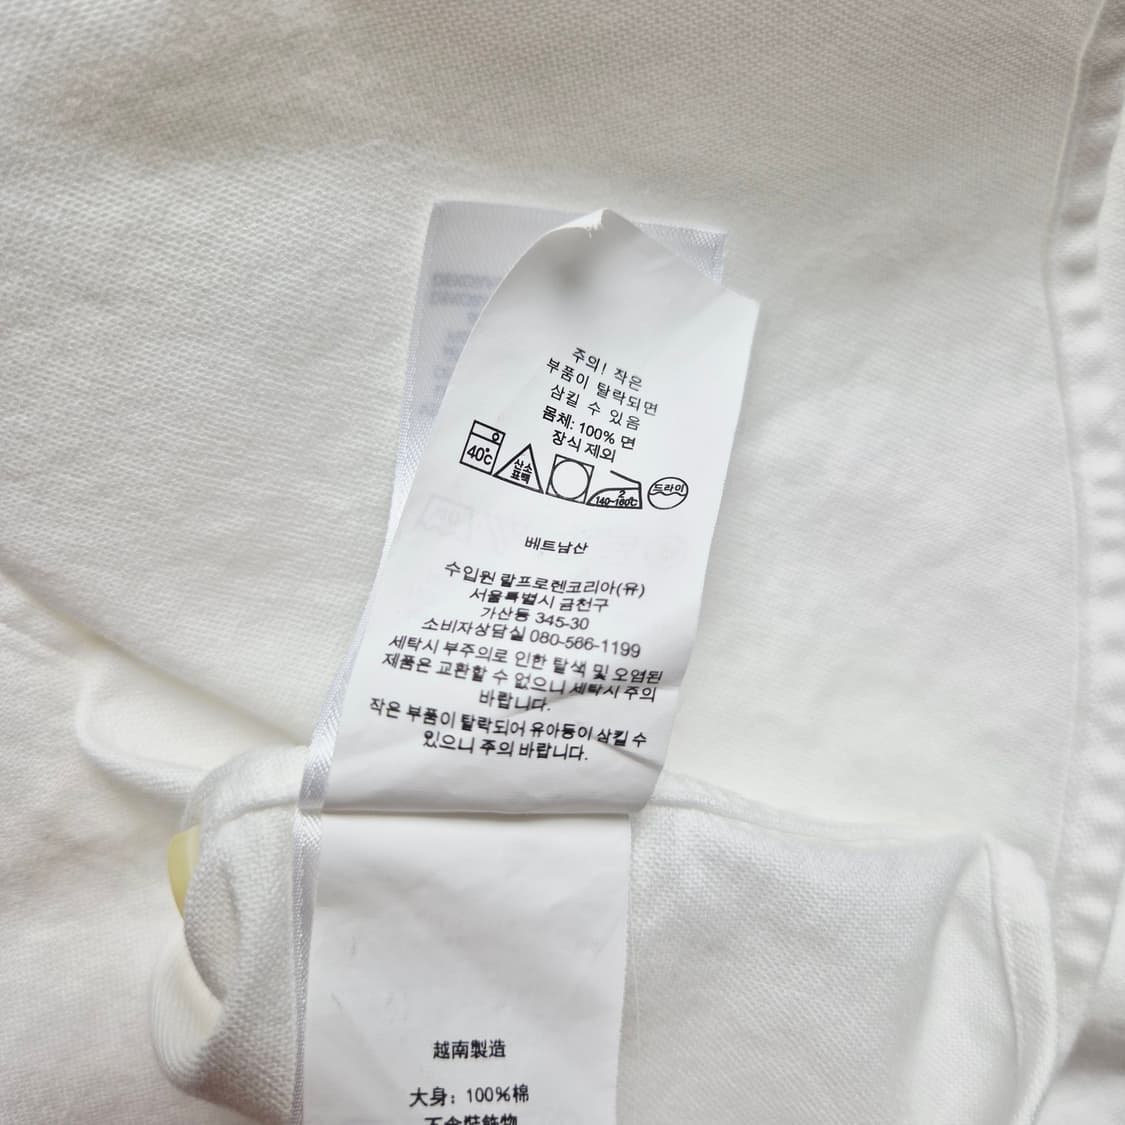 주의! 작은
부품이 탈락되면
삼킬 수 있음
몸체: 100% 면
장식 제외
40℃
산소
표백
2
140~160℃
드라이
베트남산
수입원 랄프로렌코리아(유)
서울특별시 금천구
가산동 345-30
소비자상담실 080-566-1199
세탁시 부주의로 인한 탈색 및 오염된
제품은 교환할 수 없으니 세탁시 주의
바랍니다.
작은 부품이 탈락되어 유아등이 삼킬 수
있으니 주의 바랍니다.
越南製造
大身: 100%棉
不含裝飾物